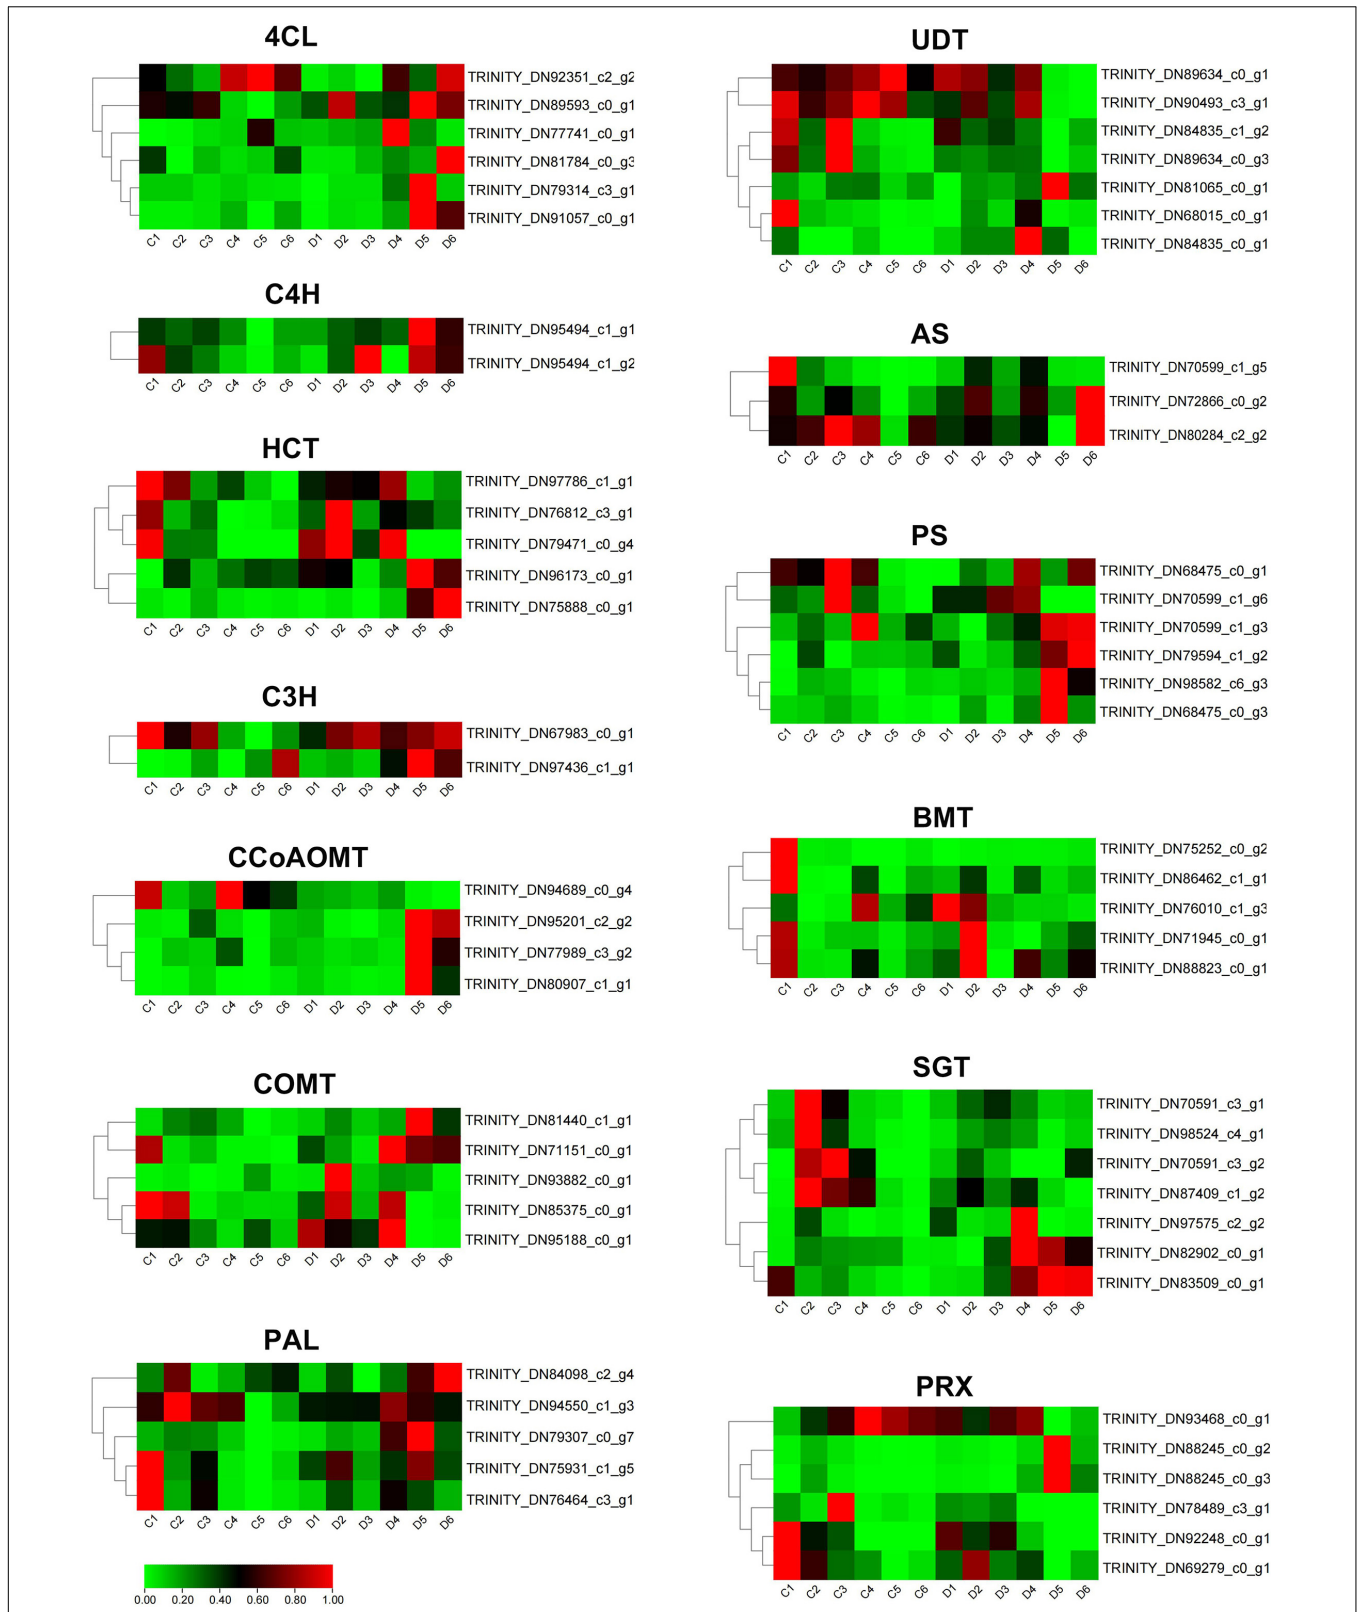 4CL
TRINITY_DN92351_c2_g2
TRINITY_DN89593_c0_g1
TRINITY_DN77741_c0_g1
TRINITY_DN81784_c0_g3
TRINITY_DN79314_c3_g1
TRINITY_DN91057_c0_g1
C1 C2 C3 C4 C5 C6 D1 D2 D3 D4 D5 D6
C4H
TRINITY_DN95494_c1_g1
TRINITY_DN95494_c1_g2
C1 C2 C3 C4 C5 C6 D1 D2 D3 D4 D5 D6
HCT
TRINITY_DN97786_c1_g1
TRINITY_DN76812_c3_g1
TRINITY_DN79471_c0_g4
TRINITY_DN96173_c0_g1
TRINITY_DN75888_c0_g1
C1 C2 C3 C4 C5 C6 D1 D2 D3 D4 D5 D6
C3H
TRINITY_DN67983_c0_g1
TRINITY_DN97436_c1_g1
C1 C2 C3 C4 C5 C6 D1 D2 D3 D4 D5 D6
CCoAOMT
TRINITY_DN94689_c0_g4
TRINITY_DN95201_c2_g2
TRINITY_DN77989_c3_g2
TRINITY_DN80907_c1_g1
C1 C2 C3 C4 C5 C6 D1 D2 D3 D4 D5 D6
COMT
TRINITY_DN81440_c1_g1
TRINITY_DN71151_c0_g1
TRINITY_DN93882_c0_g1
TRINITY_DN85375_c0_g1
TRINITY_DN95188_c0_g1
C1 C2 C3 C4 C5 C6 D1 D2 D3 D4 D5 D6
PAL
TRINITY_DN84098_c2_g4
TRINITY_DN94550_c1_g3
TRINITY_DN79307_c0_g7
TRINITY_DN75931_c1_g5
TRINITY_DN76464_c3_g1
C1 C2 C3 C4 C5 C6 D1 D2 D3 D4 D5 D6
0.00 0.20 0.40 0.60 0.80 1.00
UDT
TRINITY_DN89634_c0_g1
TRINITY_DN90493_c3_g1
TRINITY_DN84835_c1_g2
TRINITY_DN89634_c0_g3
TRINITY_DN81065_c0_g1
TRINITY_DN68015_c0_g1
TRINITY_DN84835_c0_g1
C1 C2 C3 C4 C5 C6 D1 D2 D3 D4 D5 D6
AS
TRINITY_DN70599_c1_g5
TRINITY_DN72866_c0_g2
TRINITY_DN80284_c2_g2
C1 C2 C3 C4 C5 C6 D1 D2 D3 D4 D5 D6
PS
TRINITY_DN68475_c0_g1
TRINITY_DN70599_c1_g6
TRINITY_DN70599_c1_g3
TRINITY_DN79594_c1_g2
TRINITY_DN98582_c6_g3
TRINITY_DN68475_c0_g3
C1 C2 C3 C4 C5 C6 D1 D2 D3 D4 D5 D6
BMT
TRINITY_DN75252_c0_g2
TRINITY_DN86462_c1_g1
TRINITY_DN76010_c1_g3
TRINITY_DN71945_c0_g1
TRINITY_DN88823_c0_g1
C1 C2 C3 C4 C5 C6 D1 D2 D3 D4 D5 D6
SGT
TRINITY_DN70591_c3_g1
TRINITY_DN98524_c4_g1
TRINITY_DN70591_c3_g2
TRINITY_DN87409_c1_g2
TRINITY_DN97575_c2_g2
TRINITY_DN82902_c0_g1
TRINITY_DN83509_c0_g1
C1 C2 C3 C4 C5 C6 D1 D2 D3 D4 D5 D6
PRX
TRINITY_DN93468_c0_g1
TRINITY_DN88245_c0_g2
TRINITY_DN88245_c0_g3
TRINITY_DN78489_c3_g1
TRINITY_DN92248_c0_g1
TRINITY_DN69279_c0_g1
C1 C2 C3 C4 C5 C6 D1 D2 D3 D4 D5 D6